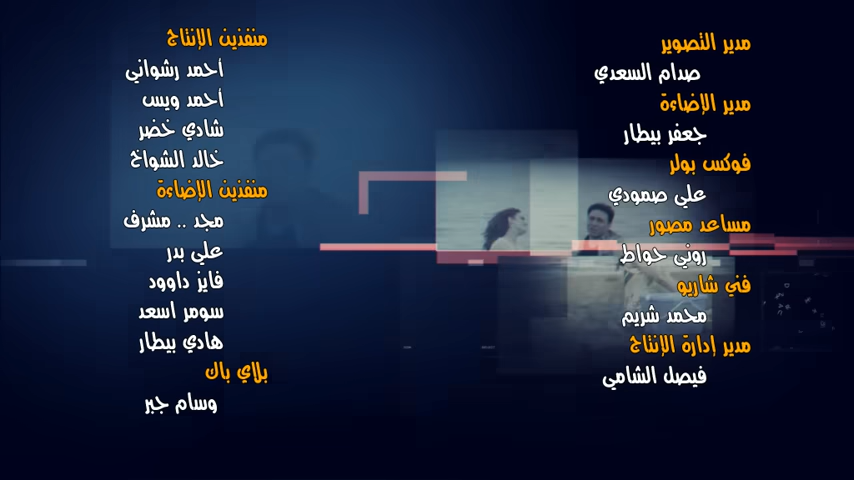 مدير التصوير
صدام السعدي
مدير الإضاءة
جعفر بيطار
فوكس بولر
علي صمودي
مساعد مصور
روني حواط
فني شاريو
محمد شريم
مدير إدارة الإنتاج
فيصل الشامي
منفذين الإنتاج
أحمد رشواني
أحمد ويس
شادي خضر
خالد الشواخ
منفذين الإضاءة
مجد .. مشرف
علي بدر
فايز داوود
سومر اسعد
هادي بيطار
بلاي باك
وسام جبر